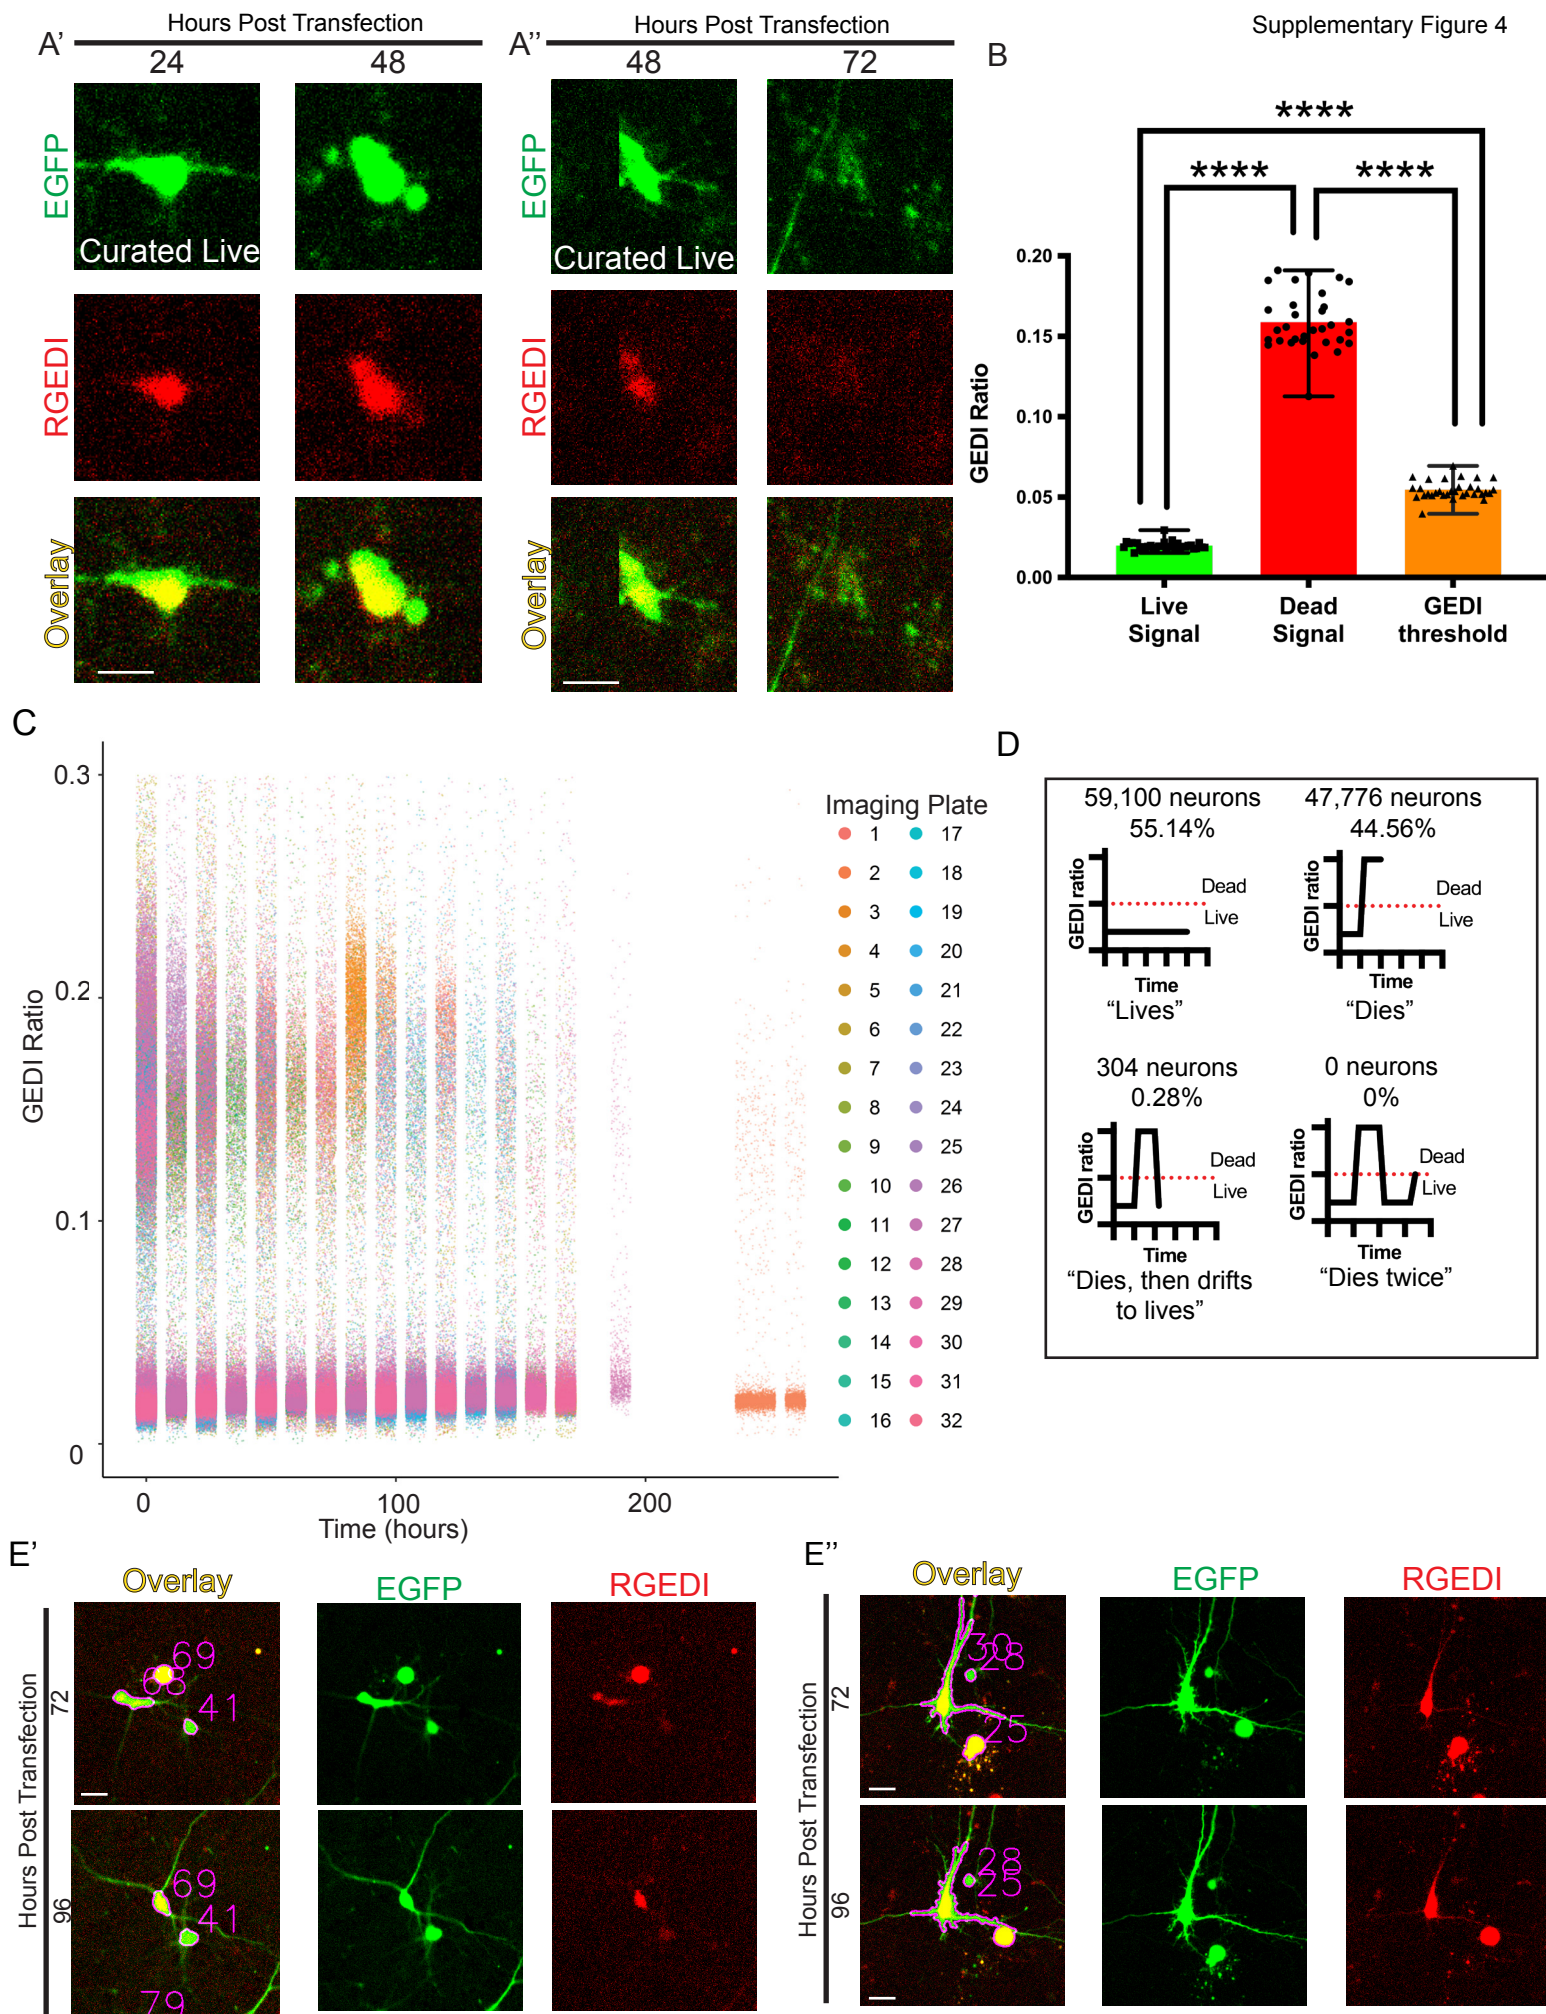 Supplementary Figure 4
A'
Hours Post Transfection
24
48
EGFP
Curated Live
RGEDI
Overlay
A''
Hours Post Transfection
48
72
EGFP
Curated Live
RGEDI
Overlay
B
****
****
****
GEDI Ratio
0.20
0.15
0.10
0.05
0.00
Live
Signal
Dead
Signal
GEDI
threshold
C
GEDI Ratio
0.3
0.2
0.1
0
0
100
200
Time (hours)
Imaging Plate
1
2
3
4
5
6
7
8
9
10
11
12
13
14
15
16
17
18
19
20
21
22
23
24
25
26
27
28
29
30
31
32
D
59,100 neurons
55.14%
GEDI ratio
Dead
Live
Time
“Lives”
47,776 neurons
44.56%
GEDI ratio
Dead
Live
Time
“Dies”
304 neurons
0.28%
GEDI ratio
Dead
Live
Time
“Dies, then drifts
to lives”
0 neurons
0%
GEDI ratio
Dead
Live
Time
“Dies twice”
E'
Overlay
EGFP
RGEDI
Hours Post Transfection
72
69
68
41
96
69
41
79
E''
Overlay
EGFP
RGEDI
Hours Post Transfection
72
30
28
25
96
28
25